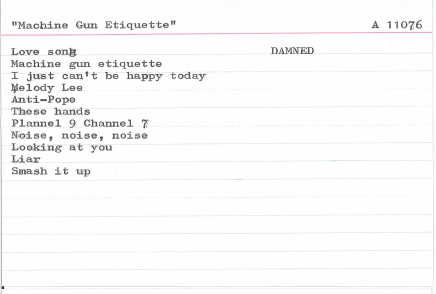 "Machine Gun Etiquette" A 11076
Love song DAMNED
Machine gun etiquette
I just can't be happy today
Melody Lee
Anti-Pope
These hands
Plannel 9 Channel 7
Noise, noise, noise
Looking at you
Liar
Smash it up